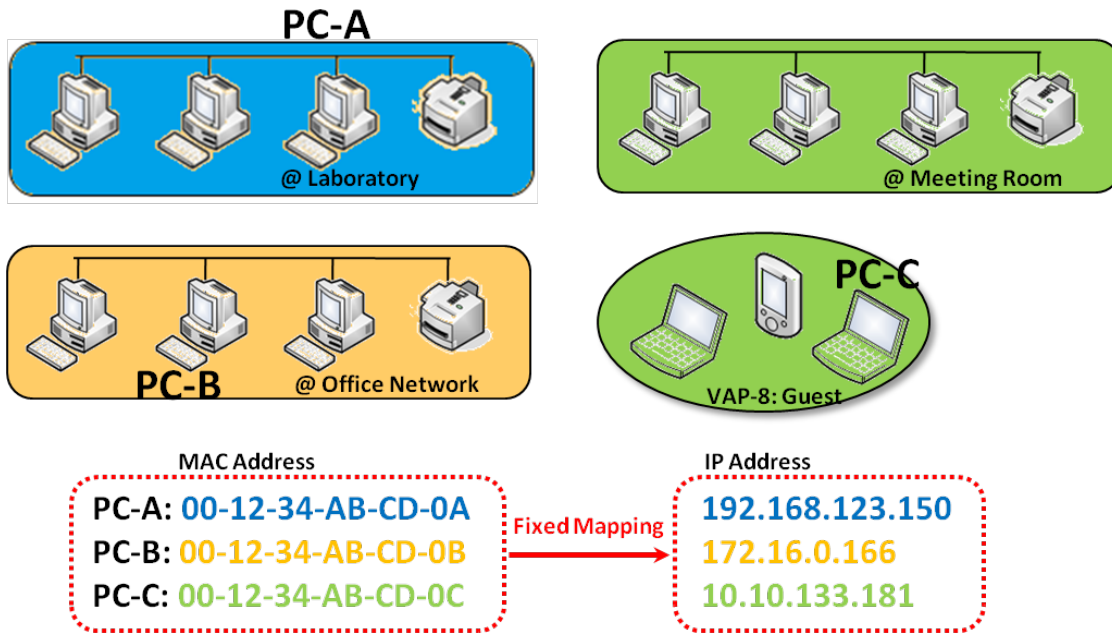 PC-A
@ Laboratory
@ Meeting Room
PC-B
@ Office Network
PC-C
VAP-8: Guest
MAC Address
PC-A: 00-12-34-AB-CD-0A
PC-B: 00-12-34-AB-CD-0B
PC-C: 00-12-34-AB-CD-0C
Fixed Mapping
IP Address
192.168.123.150
172.16.0.166
10.10.133.181